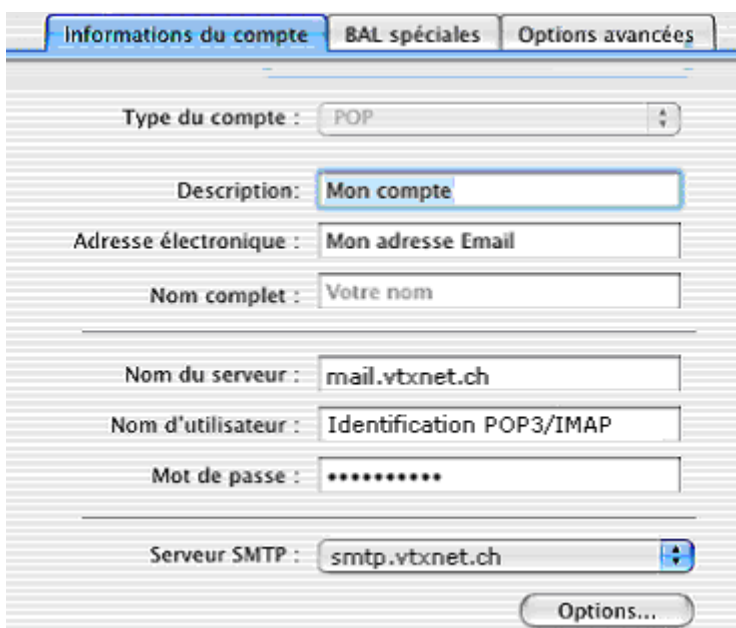 Informations du compte BAL spéciales Options avancées
Type du compte : POP
Description: Mon compte
Adresse électronique : Mon adresse Email
Nom complet : Votre nom
Nom du serveur : mail.vtxnet.ch
Nom d'utilisateur : Identification POP3/IMAP
Mot de passe : ••••••••••
Serveur SMTP : smtp.vtxnet.ch
Options...